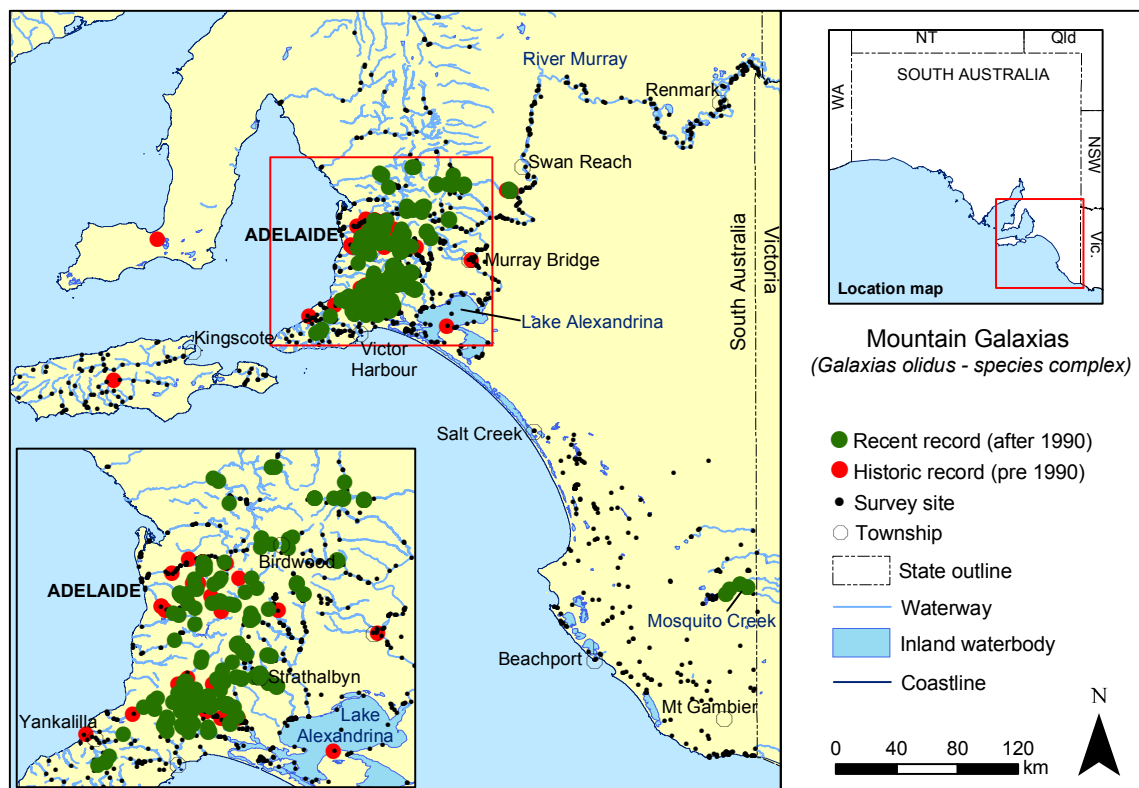 River Murray
Renmark
Swan Reach
ADELAIDE
Murray Bridge
Lake Alexandrina
Kingscote
Victor
Harbour
Salt Creek
South Australia
Victoria
Mosquito Creek
Beachport
Mt Gambier
Birdwood
ADELAIDE
Strathalbyn
Yankalilla
Lake
Alexandrina
NT
Qld
SOUTH AUSTRALIA
WA
NSW
Vic.
Location map
Mountain Galaxias
(Galaxias olidus - species complex)
Recent record (after 1990)
Historic record (pre 1990)
Survey site
Township
State outline
Waterway
Inland waterbody
Coastline
N
0 40 80 120
km